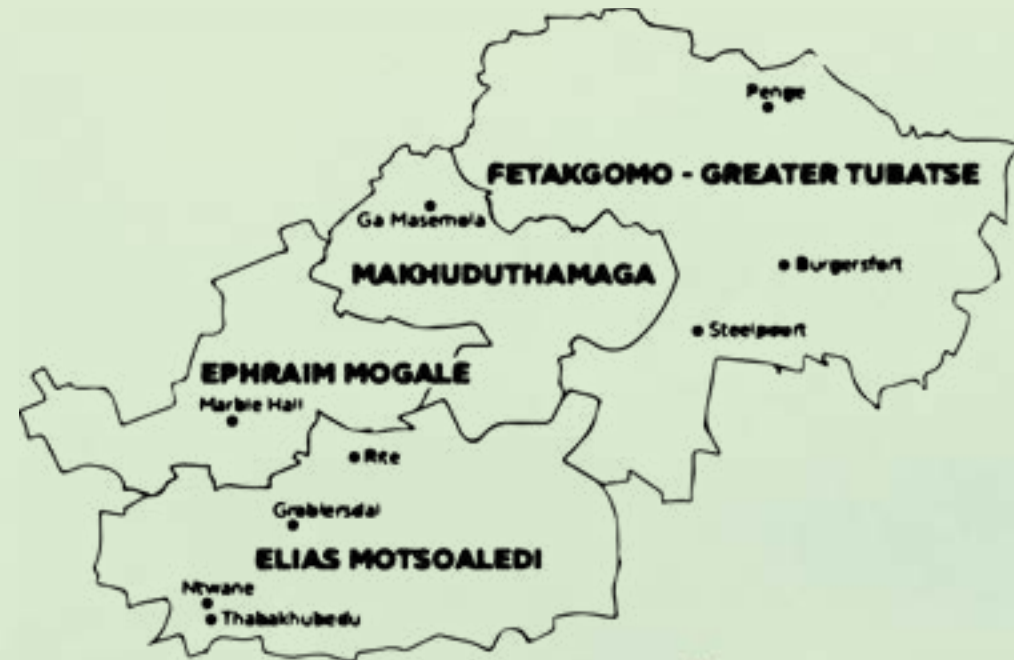 Penge
FETAKGOMO - GREATER TUBATSE
Ga Masemola
MAKHUDUTHAMAGA
Burgersfort
Steelpoort
EPHRAIM MOGALE
Marble Hall
Rite
Groblersdal
ELIAS MOTSOALEDI
Ntwane
Thabakhubedu